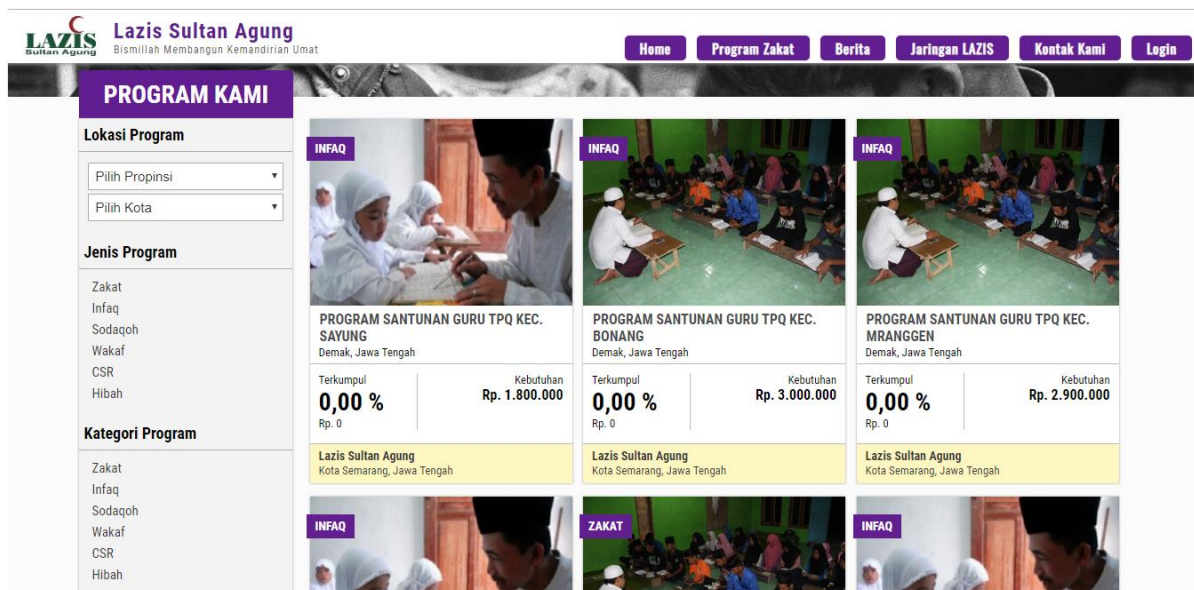 LAZIS
Sultan Agung
Lazis Sultan Agung
Bismillah Membangun Kemandirian Umat
Home
Program Zakat
Berita
Jaringan LAZIS
Kontak Kami
Login
PROGRAM KAMI
Lokasi Program
Pilih Propinsi
Pilih Kota
Jenis Program
Zakat
Infaq
Sodaqoh
Wakaf
CSR
Hibah
Kategori Program
Zakat
Infaq
Sodaqoh
Wakaf
CSR
Hibah
INFAQ
PROGRAM SANTUNAN GURU TPQ KEC.
SAYUNG
Demak, Jawa Tengah
Terkumpul
0,00 %
Rp. 0
Kebutuhan
Rp. 1.800.000
Lazis Sultan Agung
Kota Semarang, Jawa Tengah
INFAQ
PROGRAM SANTUNAN GURU TPQ KEC.
BONANG
Demak, Jawa Tengah
Terkumpul
0,00 %
Rp. 0
Kebutuhan
Rp. 3.000.000
Lazis Sultan Agung
Kota Semarang, Jawa Tengah
INFAQ
PROGRAM SANTUNAN GURU TPQ KEC.
MRANGGEN
Demak, Jawa Tengah
Terkumpul
0,00 %
Rp. 0
Kebutuhan
Rp. 2.900.000
Lazis Sultan Agung
Kota Semarang, Jawa Tengah
INFAQ
ZAKAT
INFAQ